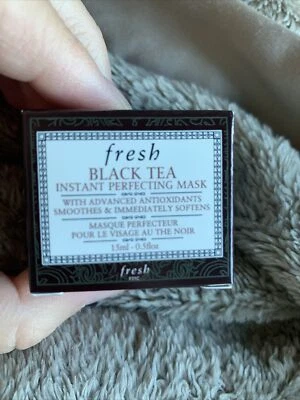 fresh
BLACK TEA
INSTANT PERFECTING MASK
WITH ADVANCED ANTIOXIDANTS
SMOOTHES & IMMEDIATELY SOFTENS
MASQUE PERFECTEUR
POUR LE VISAGE AU THE NOIR
15ml - 0.5floz
fresh